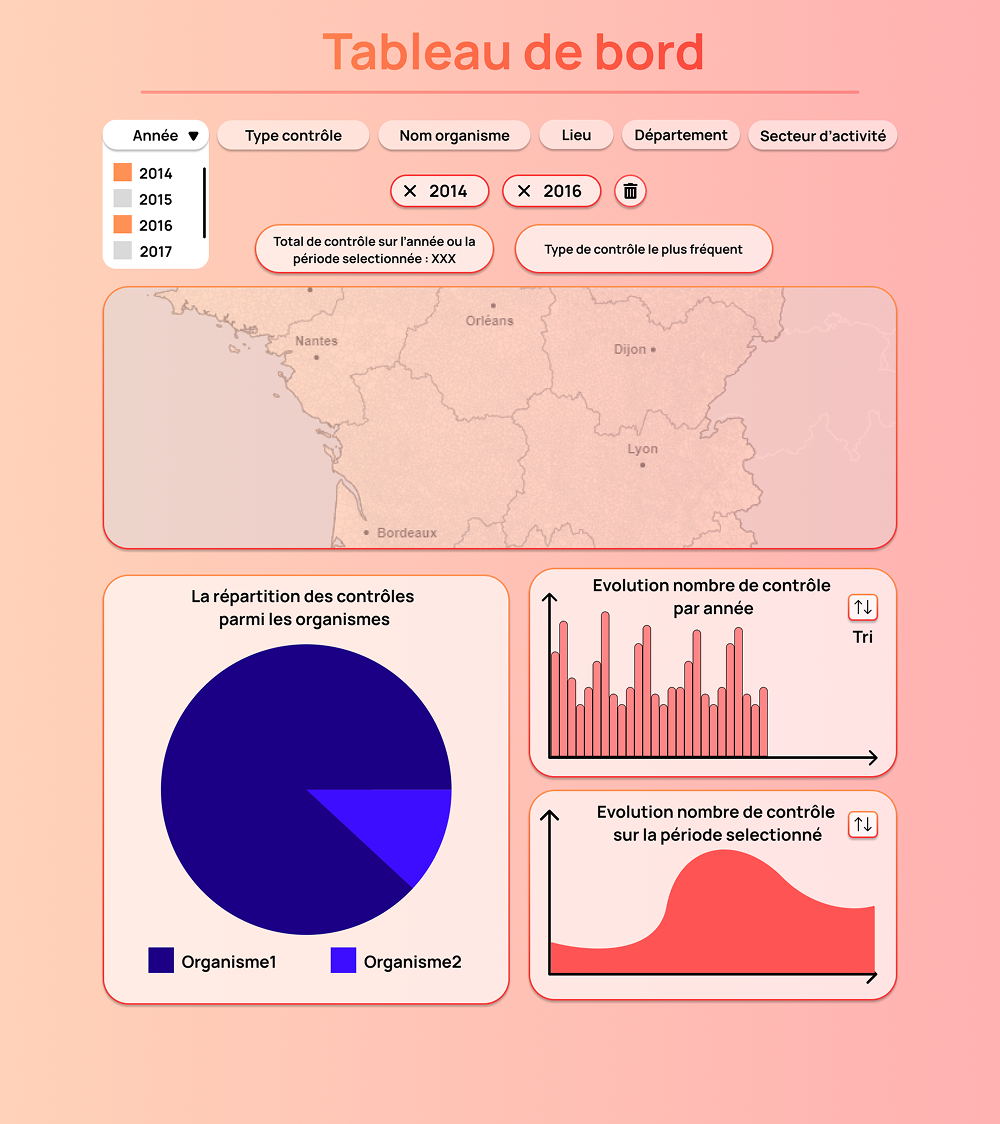 Tableau de bord
Année
Type contrôle
Nom organisme
Lieu
Département
Secteur d'activité
2014
2015
2016
2017
2014
2016
Total de contrôle sur l'année ou la
période selectionnée : XXX
Type de contrôle le plus fréquent
Orléans
Nantes
Dijon
Lyon
Bordeaux
La répartition des contrôles
parmi les organismes
Organisme1
Organisme2
Evolution nombre de contrôle
par année
Tri
Evolution nombre de contrôle
sur la période selectionné